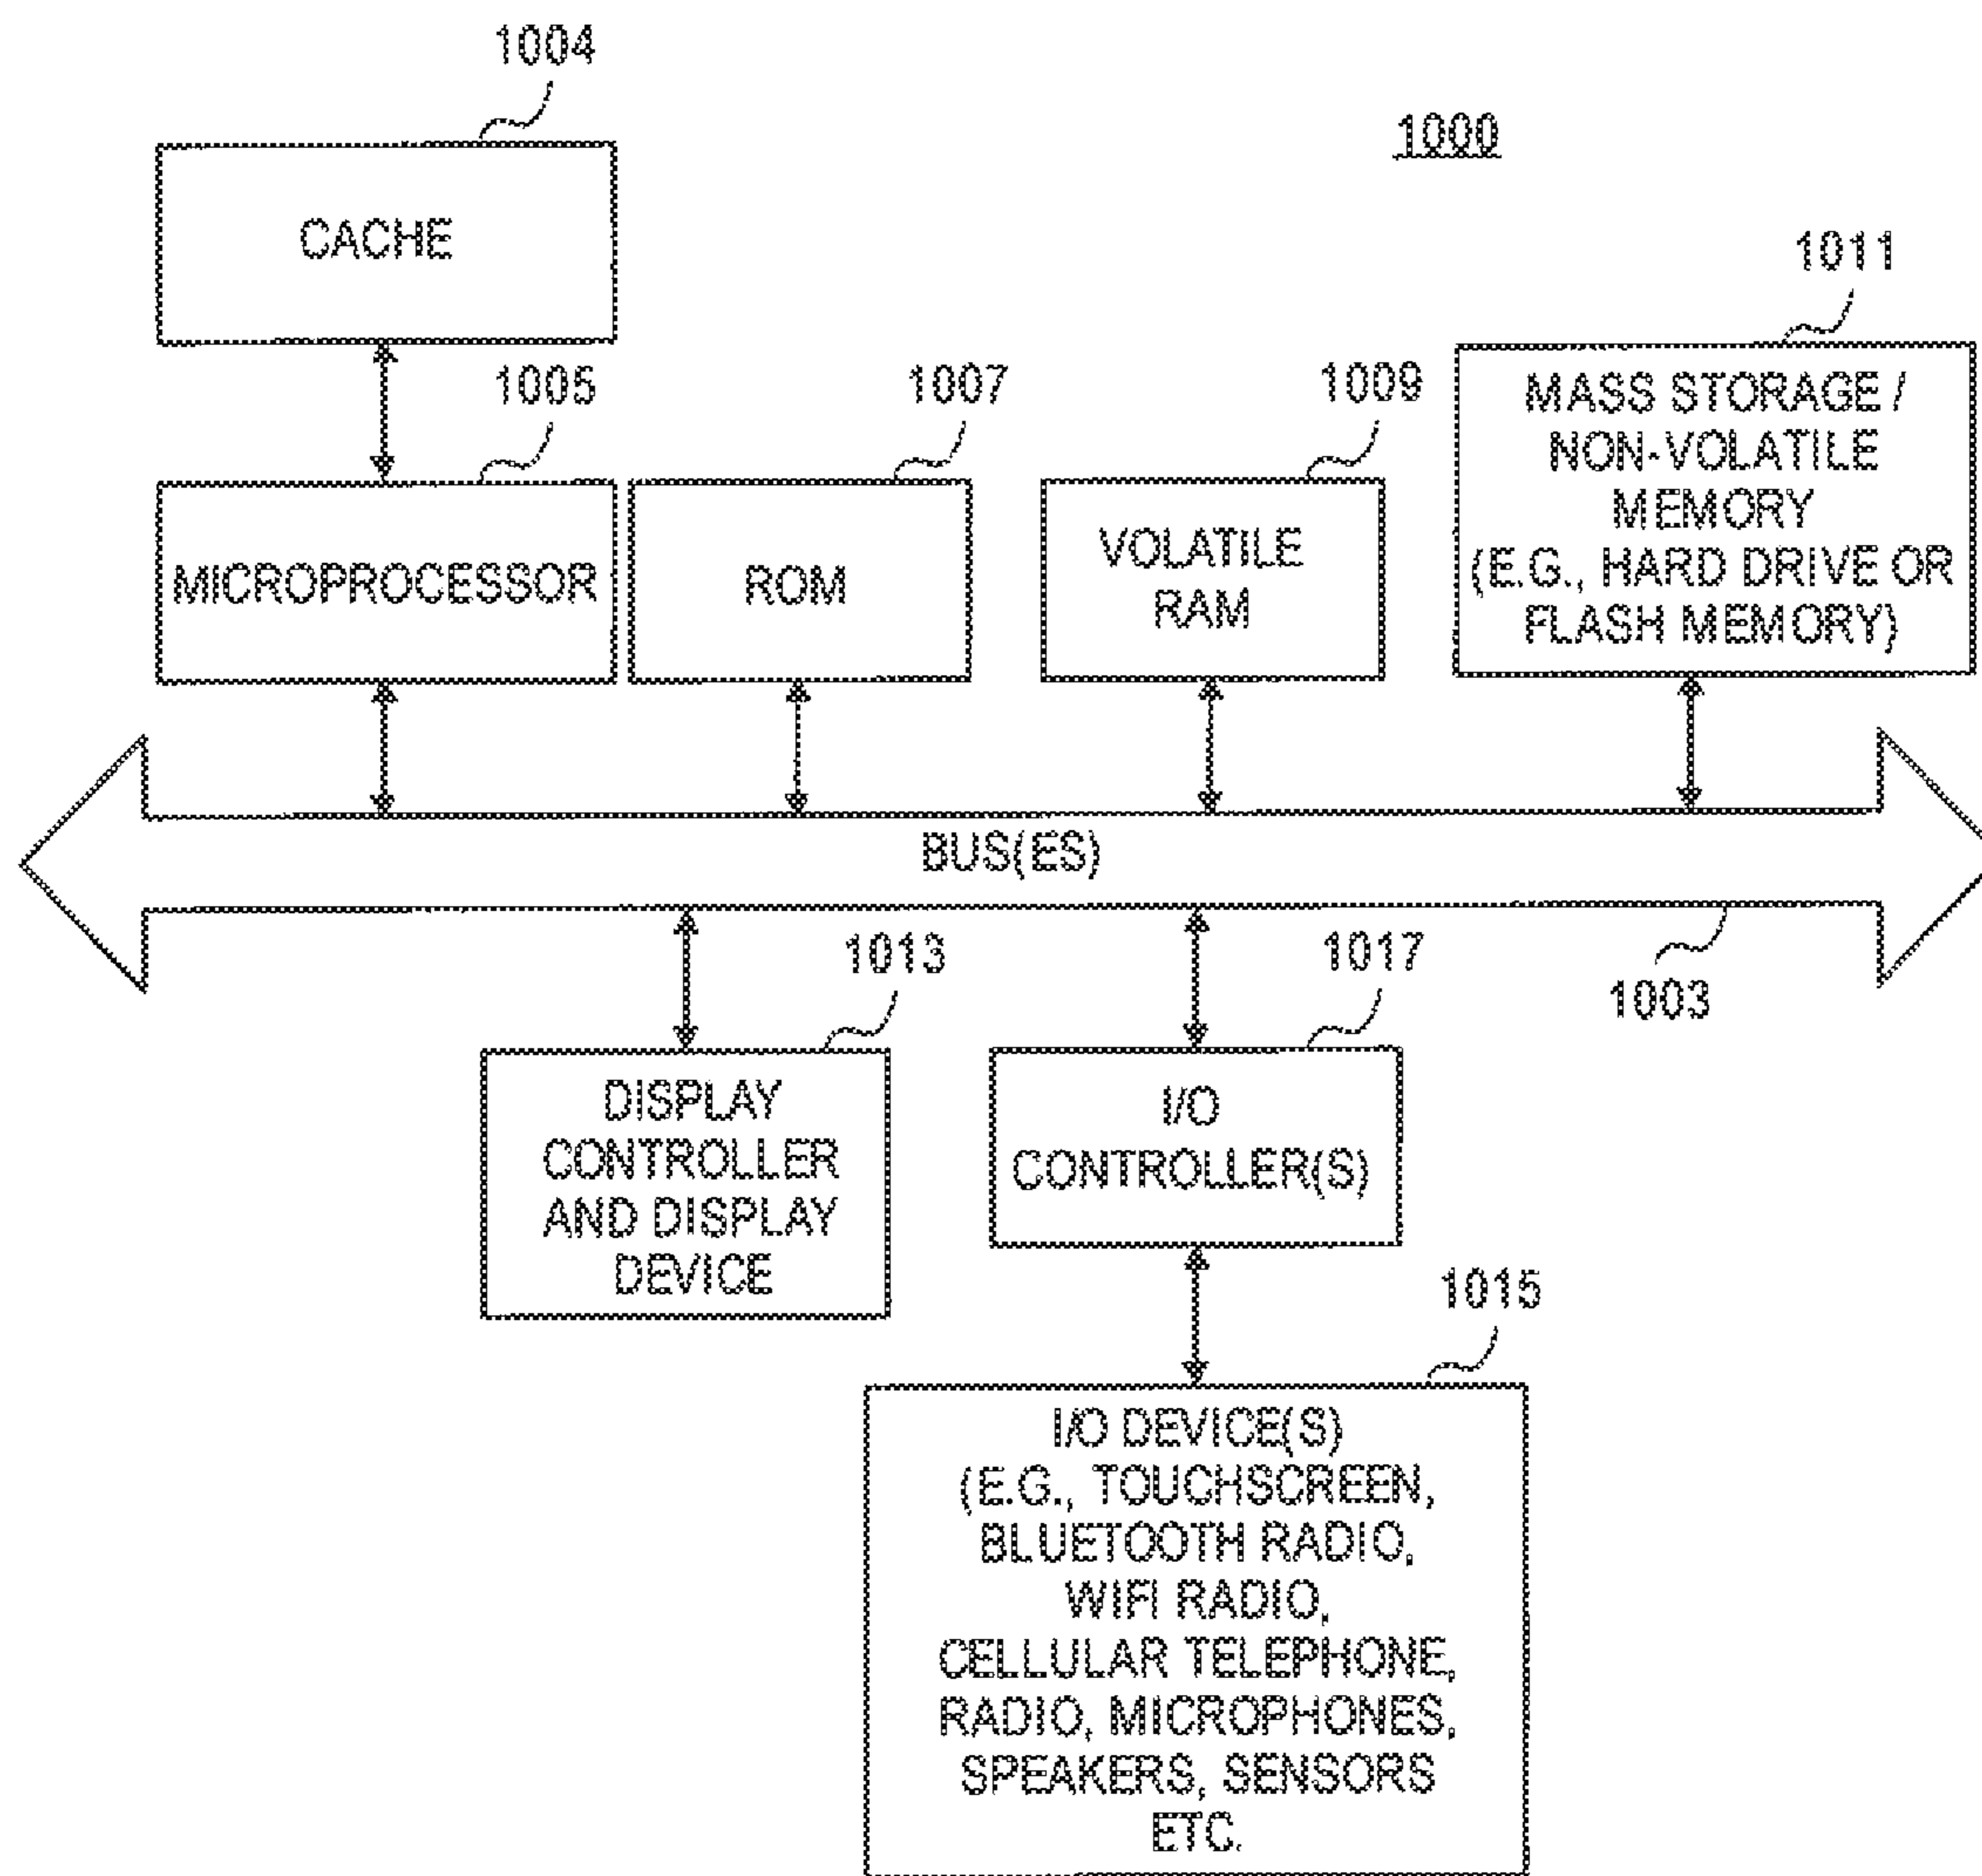 1004
1000
CACHE
1011
1005
1007
1009
MASS STORAGE /
NON-VOLATILE
MEMORY
(E.G., HARD DRIVE OR
FLASH MEMORY)
MICROPROCESSOR
ROM
VOLATILE
RAM
BUS(ES)
1013
1017
1003
DISPLAY
CONTROLLER
AND DISPLAY
DEVICE
I/O
CONTROLLER(S)
1015
I/O DEVICE(S)
(E.G., TOUCHSCREEN,
BLUETOOTH RADIO,
WIFI RADIO,
CELLULAR TELEPHONE,
RADIO, MICROPHONES,
SPEAKERS, SENSORS
ETC.